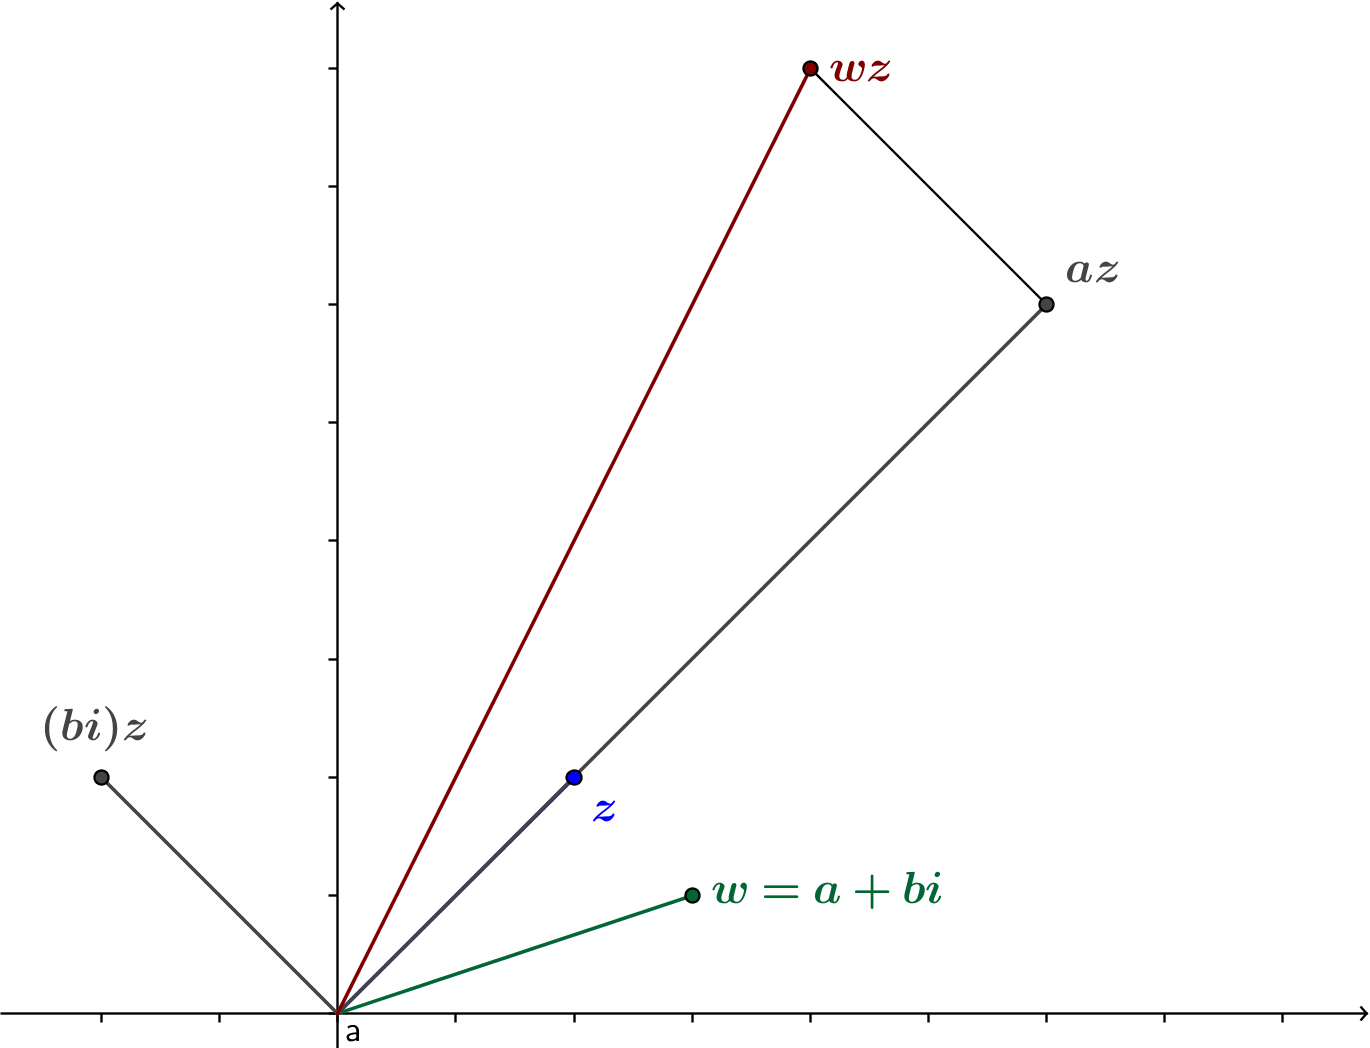 wz
az
(bi)z
z
w = a + bi
a